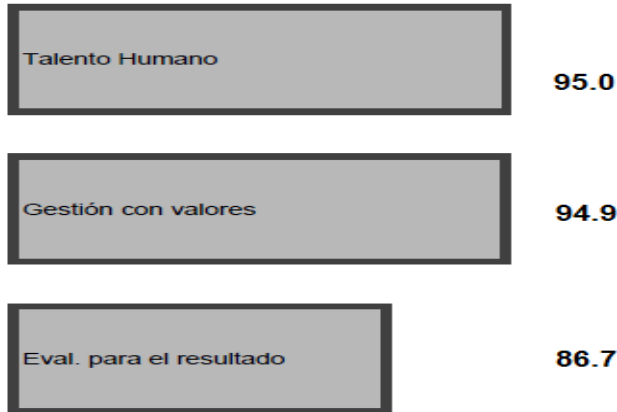 Talento Humano
95.0
Gestión con valores
94.9
Eval. para el resultado
86.7